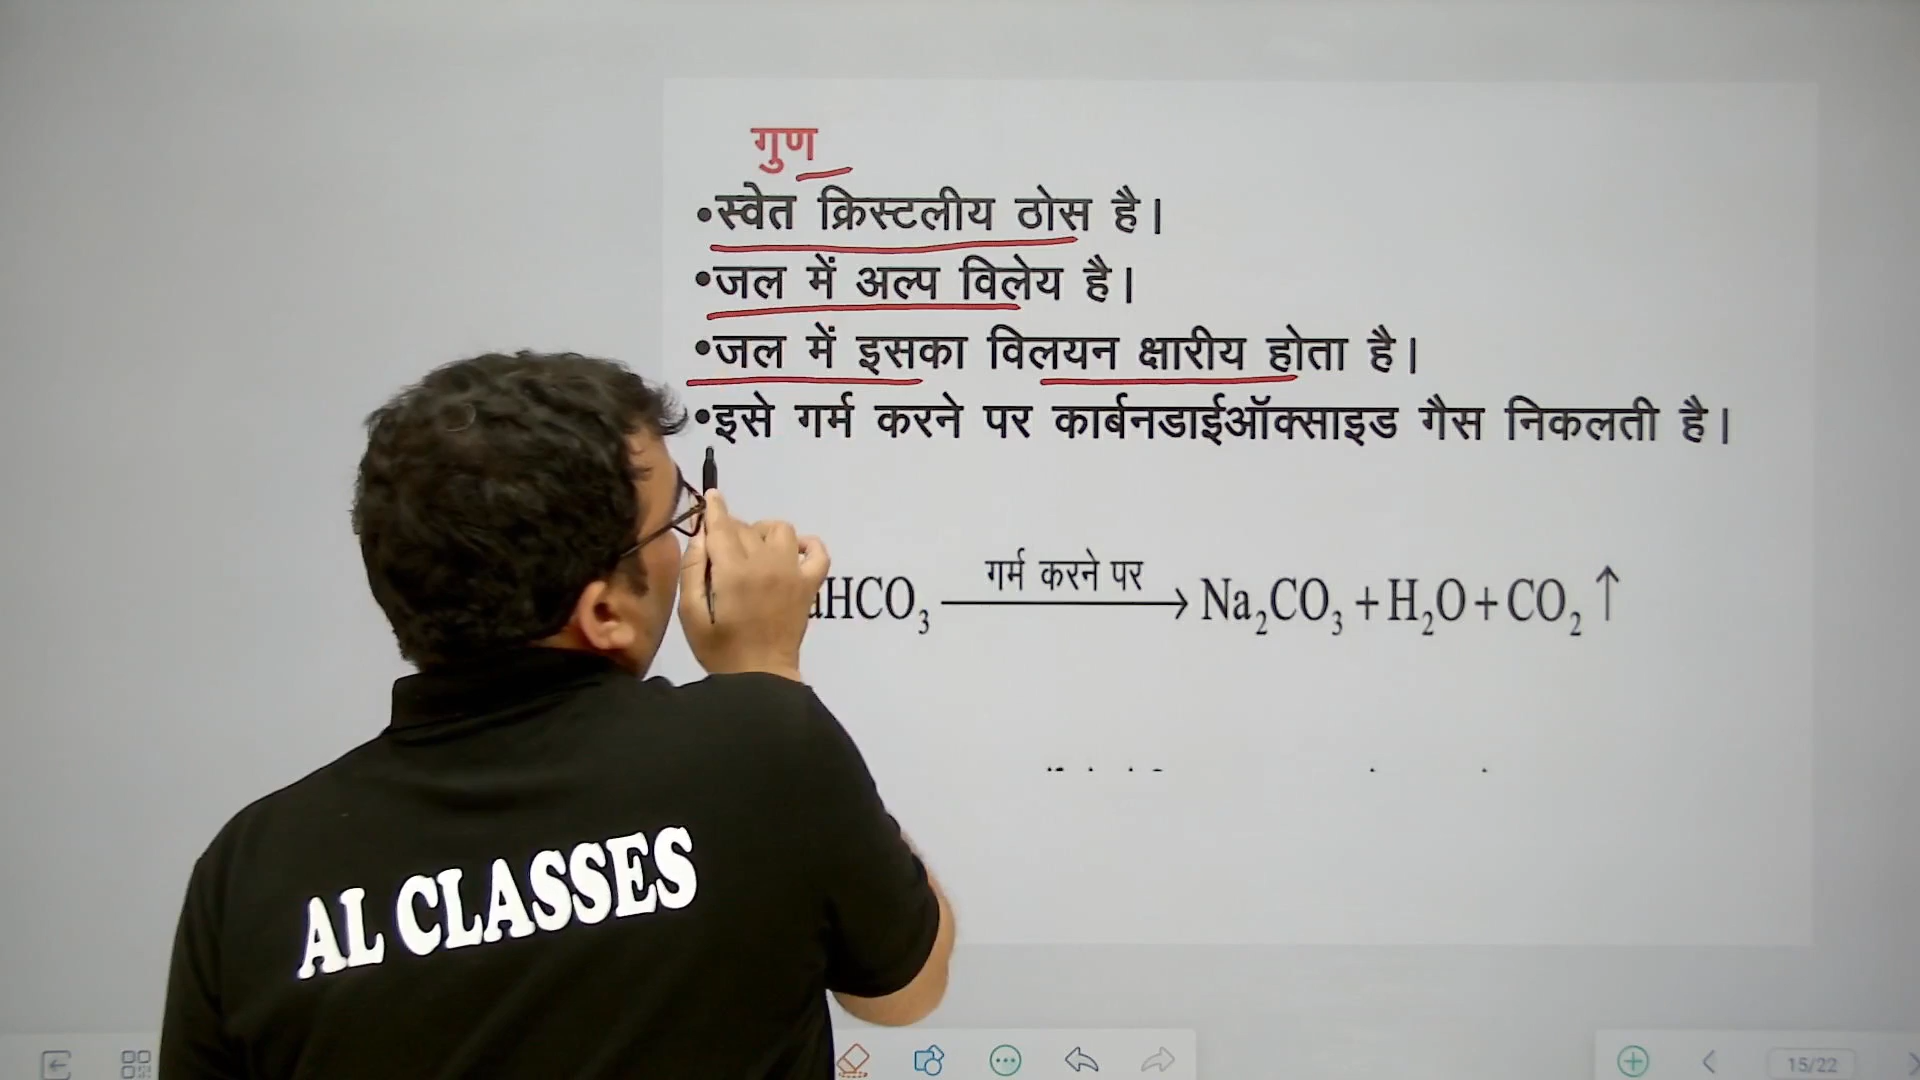 गुण
•स्वेत क्रिस्टलीय ठोस है।
•जल में अल्प विलेय है।
•जल में इसका विलयन क्षारीय होता है।
•इसे गर्म करने पर कार्बनडाईऑक्साइड गैस निकलती है।
गर्म करने पर
aHCO₃ ⟶ Na₂CO₃ + H₂O + CO₂ ↑
AL CLASSES
15/22